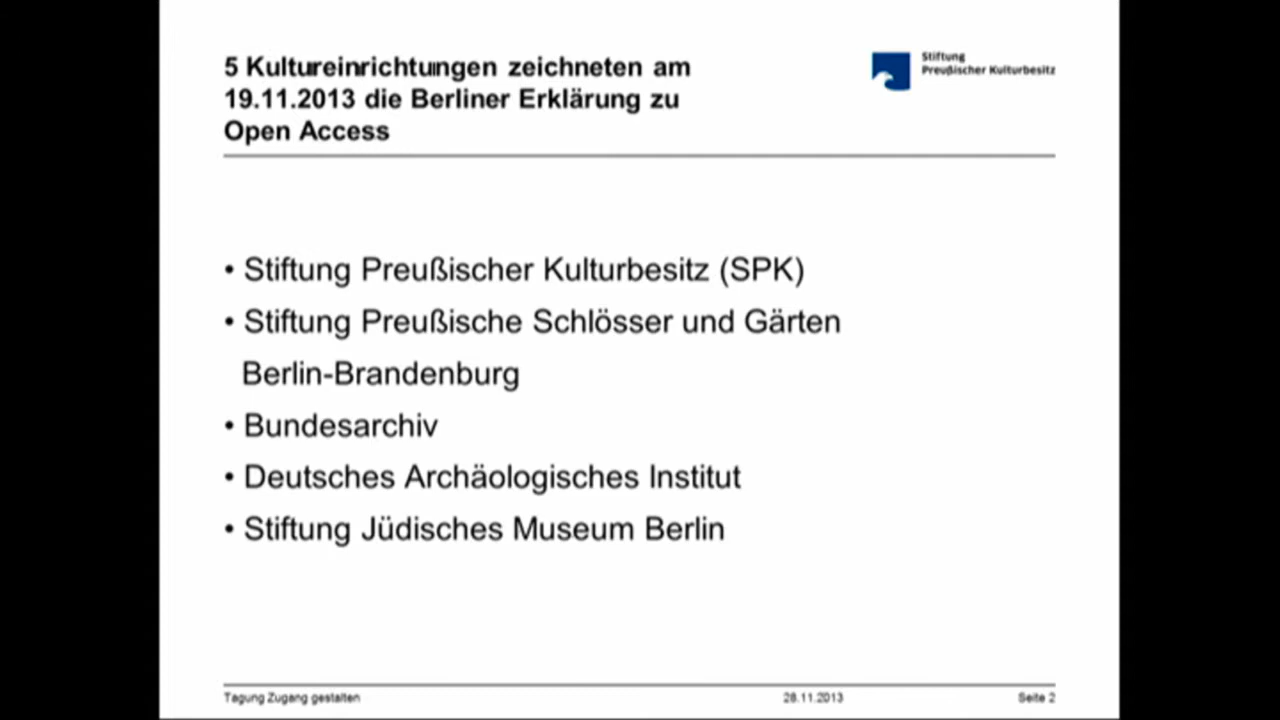 5 Kultureinrichtungen zeichneten am
19.11.2013 die Berliner Erklärung zu
Open Access
Stiftung
Preußischer Kulturbesitz
• Stiftung Preußischer Kulturbesitz (SPK)
• Stiftung Preußische Schlösser und Gärten
Berlin-Brandenburg
• Bundesarchiv
• Deutsches Archäologisches Institut
• Stiftung Jüdisches Museum Berlin
Tagung Zugang gestalten 28.11.2013 Seite 2